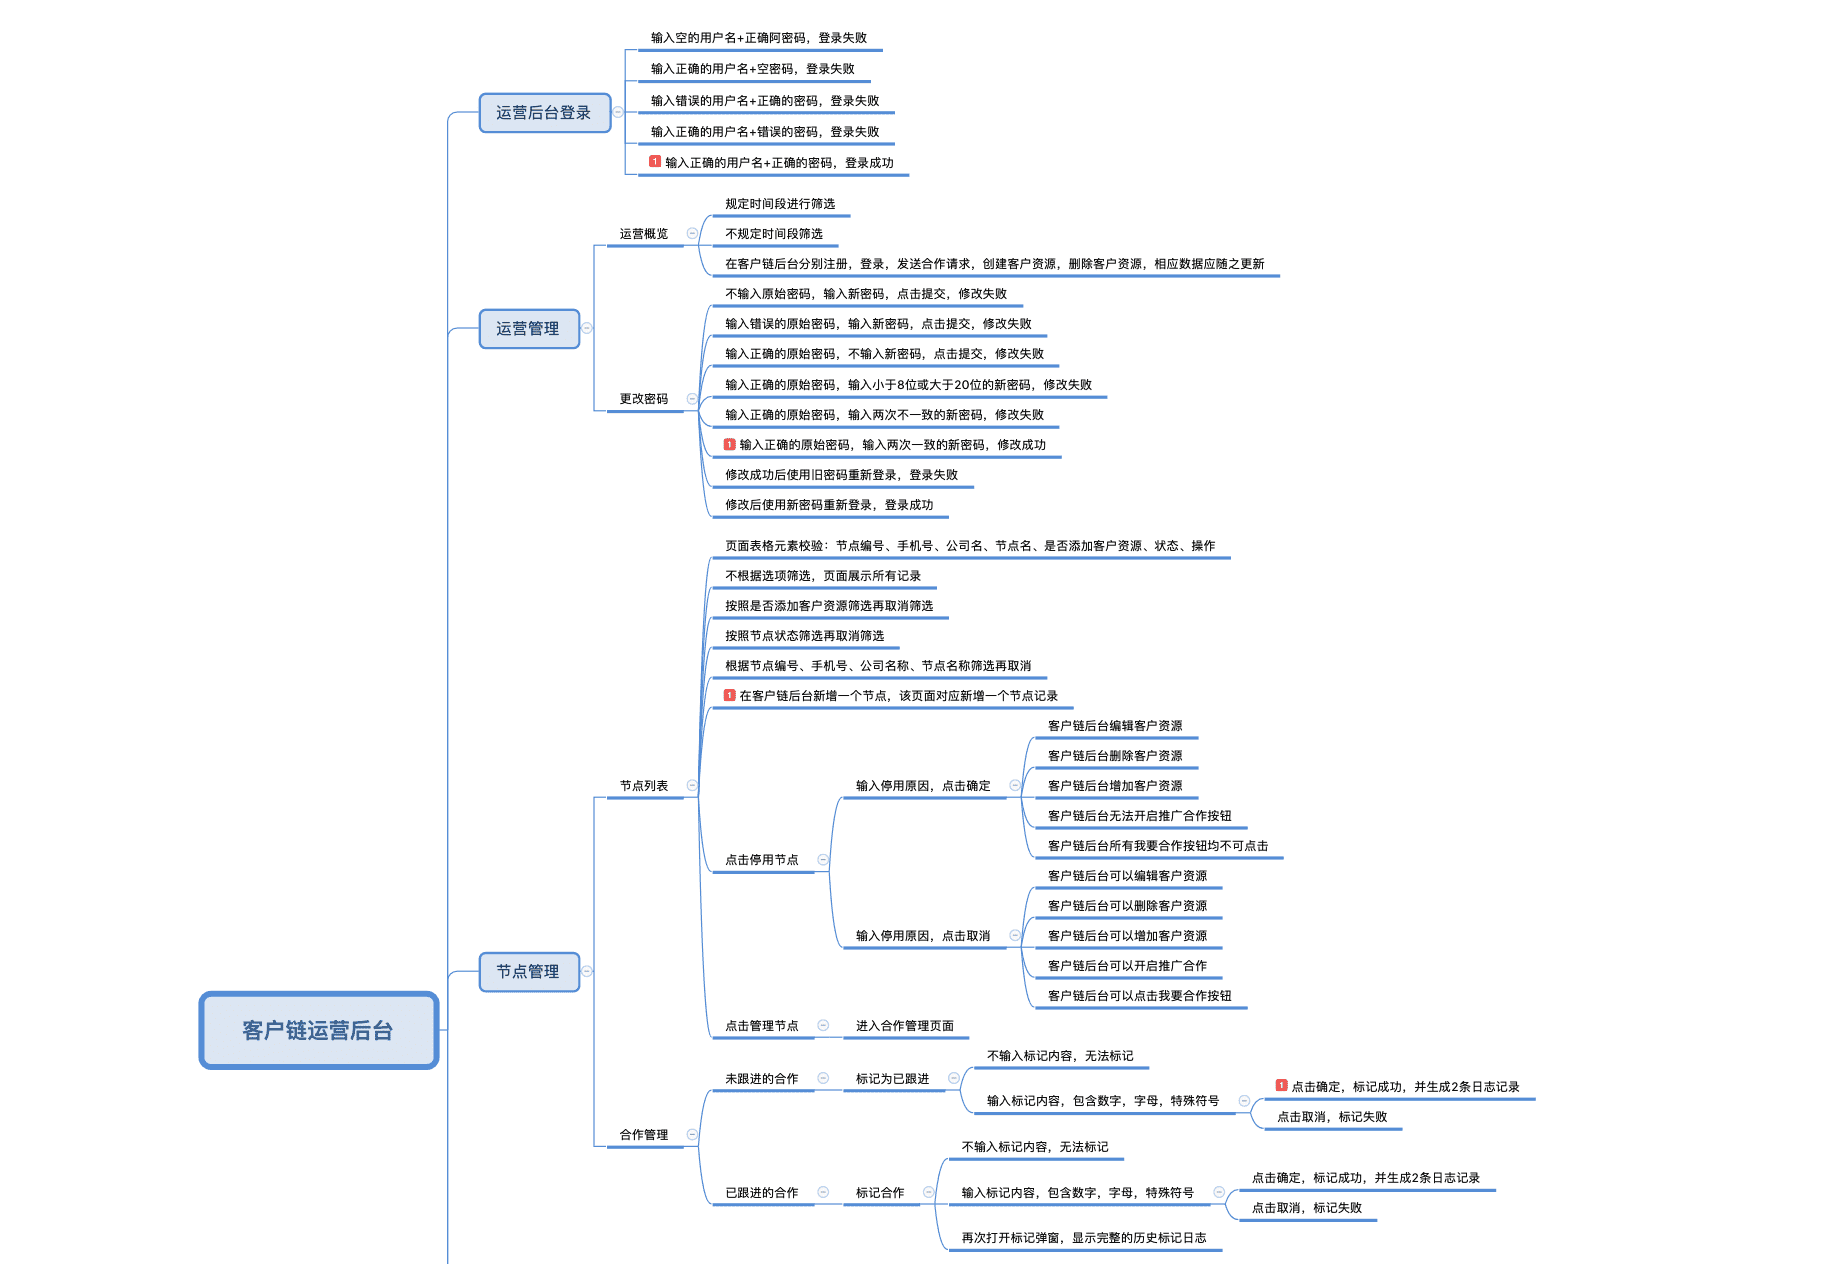 输入空的用户名+正确阿密码，登录失败
输入正确的用户名+空密码，登录失败
输入错误的用户名+正确的密码，登录失败
运营后台登录
输入正确的用户名+错误的密码，登录失败
1 输入正确的用户名+正确的密码，登录成功
规定时间段进行筛选
运营概览
不规定时间段筛选
在客户链后台分别注册，登录，发送合作请求，创建客户资源，删除客户资源，相应数据应随之更新
不输入原始密码，输入新密码，点击提交，修改失败
运营管理
输入错误的原始密码，输入新密码，点击提交，修改失败
输入正确的原始密码，不输入新密码，点击提交，修改失败
输入正确的原始密码，输入小于8位或大于20位的新密码，修改失败
更改密码
输入正确的原始密码，输入两次不一致的新密码，修改失败
1 输入正确的原始密码，输入两次一致的新密码，修改成功
修改成功后使用旧密码重新登录，登录失败
修改后使用新密码重新登录，登录成功
页面表格元素校验：节点编号、手机号、公司名、节点名、是否添加客户资源、状态、操作
不根据选项筛选，页面展示所有记录
按照是否添加客户资源筛选再取消筛选
按照节点状态筛选再取消筛选
根据节点编号、手机号、公司名称、节点名称筛选再取消
1 在客户链后台新增一个节点，该页面对应新增一个节点记录
客户链后台编辑客户资源
客户链后台删除客户资源
节点列表
输入停用原因，点击确定
客户链后台增加客户资源
客户链后台无法开启推广合作按钮
客户链后台所有我要合作按钮均不可点击
点击停用节点
客户链后台可以编辑客户资源
客户链后台可以删除客户资源
输入停用原因，点击取消
客户链后台可以增加客户资源
客户链后台可以开启推广合作
节点管理
客户链后台可以点击我要合作按钮
客户链运营后台
点击管理节点
进入合作管理页面
不输入标记内容，无法标记
未跟进的合作
标记为已跟进
1 点击确定，标记成功，并生成2条日志记录
输入标记内容，包含数字，字母，特殊符号
点击取消，标记失败
合作管理
不输入标记内容，无法标记
点击确定，标记成功，并生成2条日志记录
已跟进的合作
标记合作
输入标记内容，包含数字，字母，特殊符号
点击取消，标记失败
再次打开标记弹窗，显示完整的历史标记日志